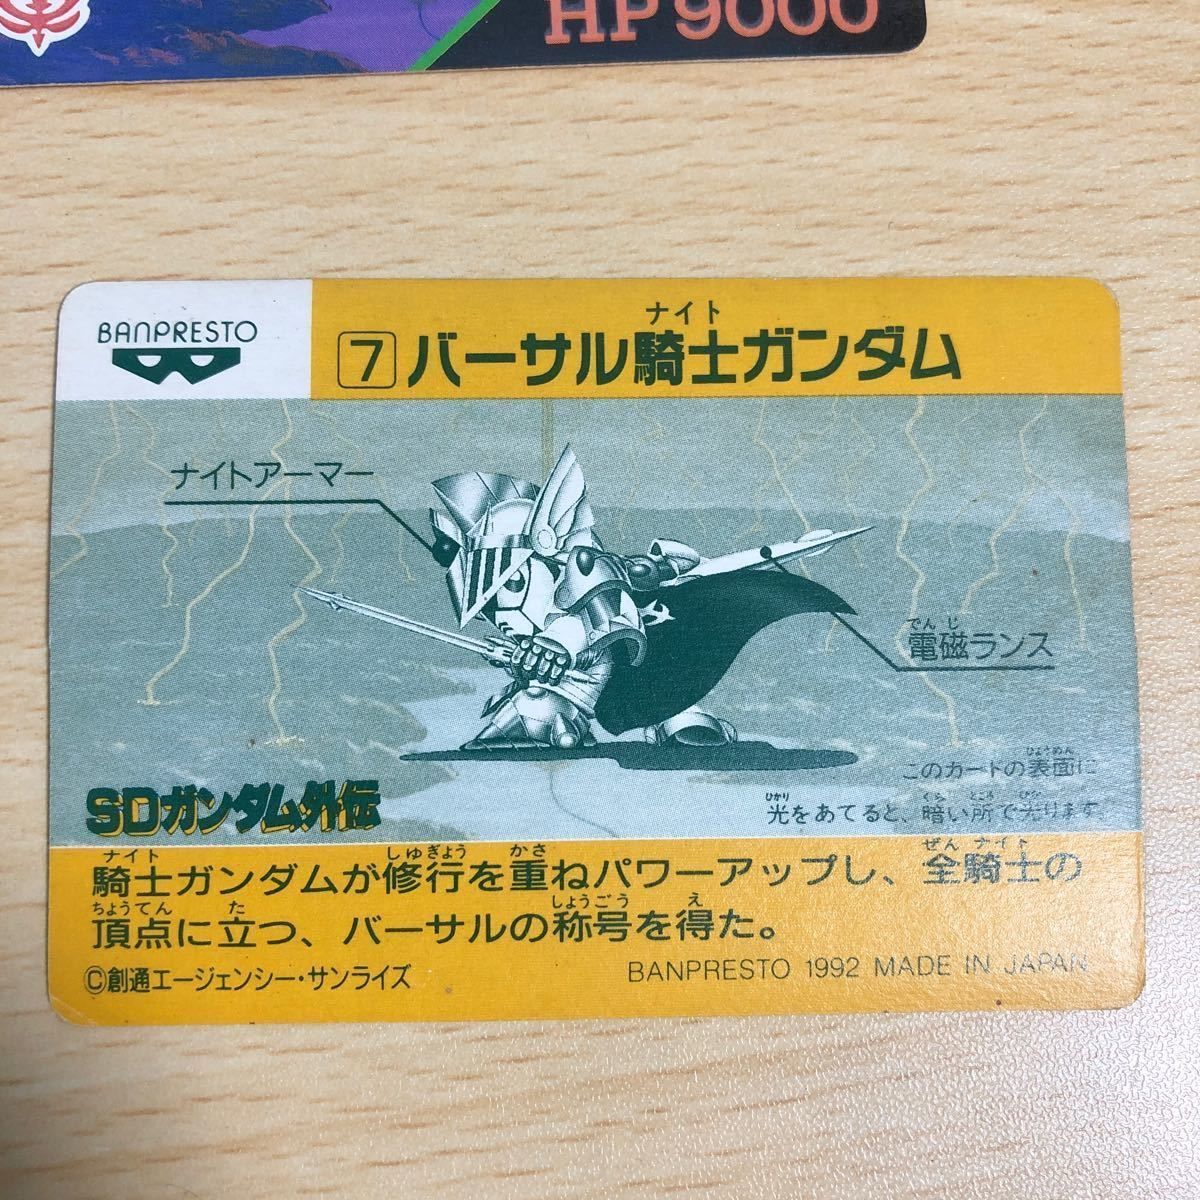 HP 9000
BANPRESTO
ナイト
7 バーサル騎士ガンダム
ナイトアーマー
でんじ
電磁ランス
ひょうめん
このカードの表面に
ひかり くら ところ ひか
光をあてると、暗い所で光ります
SDガンダム外伝
ナイト しゅぎょう かさ ぜん ナイト
騎士ガンダムが修行を重ねパワーアップし、全騎士の
ちょうてん た しょうごう え
頂点に立つ、バーサルの称号を得た。
©創通エージェンシー・サンライズ
BANPRESTO 1992 MADE IN JAPAN